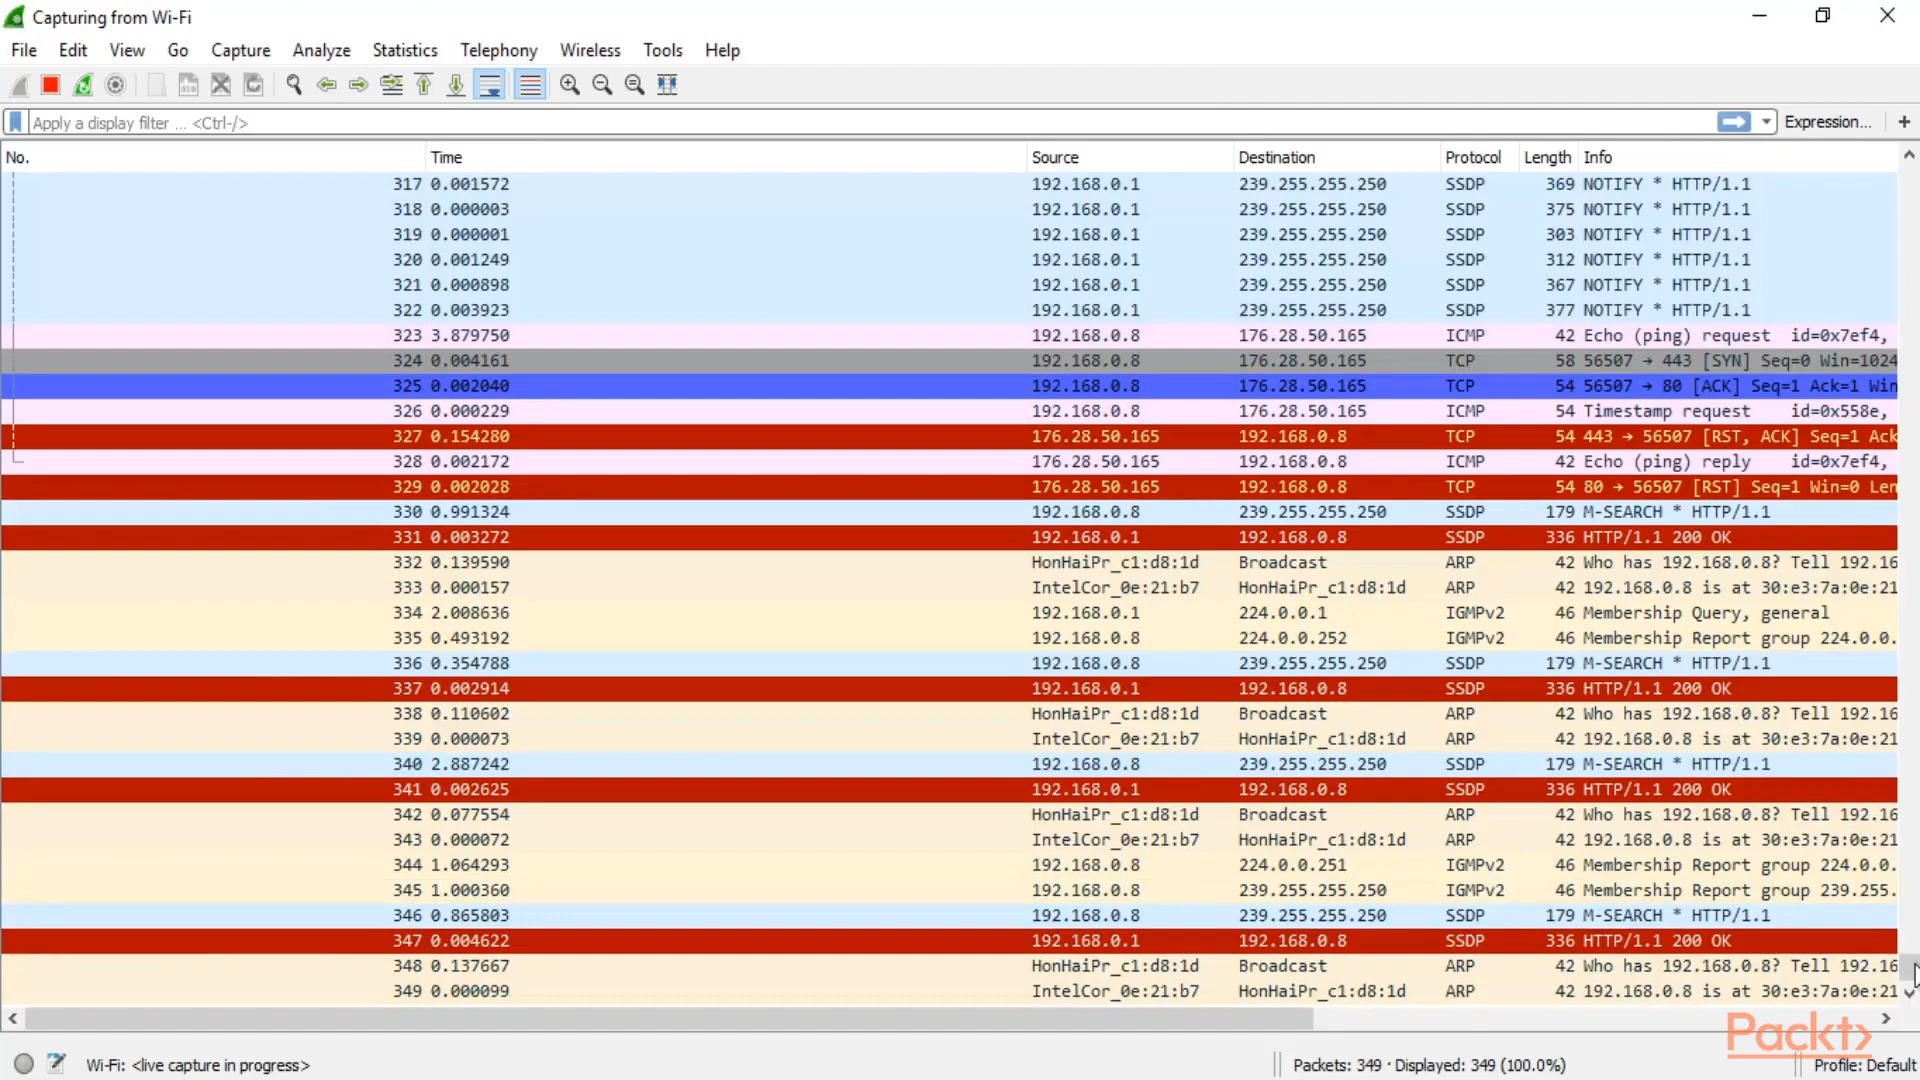 Capturing from Wi-Fi
File Edit View Go Capture Analyze Statistics Telephony Wireless Tools Help
Apply a display filter ... <Ctrl-/> Expression... +
No. Time Source Destination Protocol Length Info
317 0.001572 192.168.0.1 239.255.255.250 SSDP 369 NOTIFY * HTTP/1.1
318 0.000003 192.168.0.1 239.255.255.250 SSDP 375 NOTIFY * HTTP/1.1
319 0.000001 192.168.0.1 239.255.255.250 SSDP 303 NOTIFY * HTTP/1.1
320 0.001249 192.168.0.1 239.255.255.250 SSDP 312 NOTIFY * HTTP/1.1
321 0.000898 192.168.0.1 239.255.255.250 SSDP 367 NOTIFY * HTTP/1.1
322 0.003923 192.168.0.1 239.255.255.250 SSDP 377 NOTIFY * HTTP/1.1
323 3.879750 192.168.0.8 176.28.50.165 ICMP 42 Echo (ping) request id=0x7ef4,
324 0.004161 192.168.0.8 176.28.50.165 TCP 58 56507 → 443 [SYN] Seq=0 Win=1024
325 0.002040 192.168.0.8 176.28.50.165 TCP 54 56507 → 80 [ACK] Seq=1 Ack=1 Win
326 0.000229 192.168.0.8 176.28.50.165 ICMP 54 Timestamp request id=0x558e,
327 0.154280 176.28.50.165 192.168.0.8 TCP 54 443 → 56507 [RST, ACK] Seq=1 Ack
328 0.002172 176.28.50.165 192.168.0.8 ICMP 42 Echo (ping) reply id=0x7ef4,
329 0.002028 176.28.50.165 192.168.0.8 TCP 54 80 → 56507 [RST] Seq=1 Win=0 Len
330 0.991324 192.168.0.8 239.255.255.250 SSDP 179 M-SEARCH * HTTP/1.1
331 0.003272 192.168.0.1 192.168.0.8 SSDP 336 HTTP/1.1 200 OK
332 0.139590 HonHaiPr_c1:d8:1d Broadcast ARP 42 Who has 192.168.0.8? Tell 192.16
333 0.000157 IntelCor_0e:21:b7 HonHaiPr_c1:d8:1d ARP 42 192.168.0.8 is at 30:e3:7a:0e:21
334 2.008636 192.168.0.1 224.0.0.1 IGMPv2 46 Membership Query, general
335 0.493192 192.168.0.8 224.0.0.252 IGMPv2 46 Membership Report group 224.0.0.
336 0.354788 192.168.0.8 239.255.255.250 SSDP 179 M-SEARCH * HTTP/1.1
337 0.002914 192.168.0.1 192.168.0.8 SSDP 336 HTTP/1.1 200 OK
338 0.110602 HonHaiPr_c1:d8:1d Broadcast ARP 42 Who has 192.168.0.8? Tell 192.16
339 0.000073 IntelCor_0e:21:b7 HonHaiPr_c1:d8:1d ARP 42 192.168.0.8 is at 30:e3:7a:0e:21
340 2.887242 192.168.0.8 239.255.255.250 SSDP 179 M-SEARCH * HTTP/1.1
341 0.002625 192.168.0.1 192.168.0.8 SSDP 336 HTTP/1.1 200 OK
342 0.077554 HonHaiPr_c1:d8:1d Broadcast ARP 42 Who has 192.168.0.8? Tell 192.16
343 0.000072 IntelCor_0e:21:b7 HonHaiPr_c1:d8:1d ARP 42 192.168.0.8 is at 30:e3:7a:0e:21
344 1.064293 192.168.0.8 224.0.0.251 IGMPv2 46 Membership Report group 224.0.0.
345 1.000360 192.168.0.8 239.255.255.250 IGMPv2 46 Membership Report group 239.255.
346 0.865803 192.168.0.8 239.255.255.250 SSDP 179 M-SEARCH * HTTP/1.1
347 0.004622 192.168.0.1 192.168.0.8 SSDP 336 HTTP/1.1 200 OK
348 0.137667 HonHaiPr_c1:d8:1d Broadcast ARP 42 Who has 192.168.0.8? Tell 192.16
349 0.000099 IntelCor_0e:21:b7 HonHaiPr_c1:d8:1d ARP 42 192.168.0.8 is at 30:e3:7a:0e:21
Packt>
Wi-Fi: <live capture in progress> Packets: 349 · Displayed: 349 (100.0%) Profile: Default